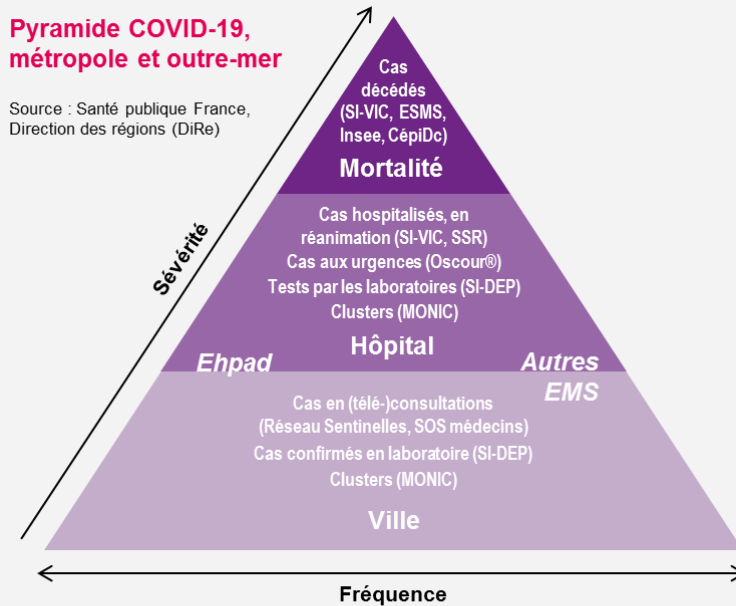 Pyramide COVID-19,
métropole et outre-mer
Source : Santé publique France,
Direction des régions (DiRe)
Sévérité
Cas
décédés
(SI-VIC, ESMS,
Insee, CépiDc)
Mortalité
Cas hospitalisés, en
réanimation (SI-VIC, SSR)
Cas aux urgences (Oscour®)
Tests par les laboratoires (SI-DEP)
Clusters (MONIC)
Hôpital
Ehpad
Autres
EMS
Cas en (télé-)consultations
(Réseau Sentinelles, SOS médecins)
Cas confirmés en laboratoire (SI-DEP)
Clusters (MONIC)
Ville
Fréquence